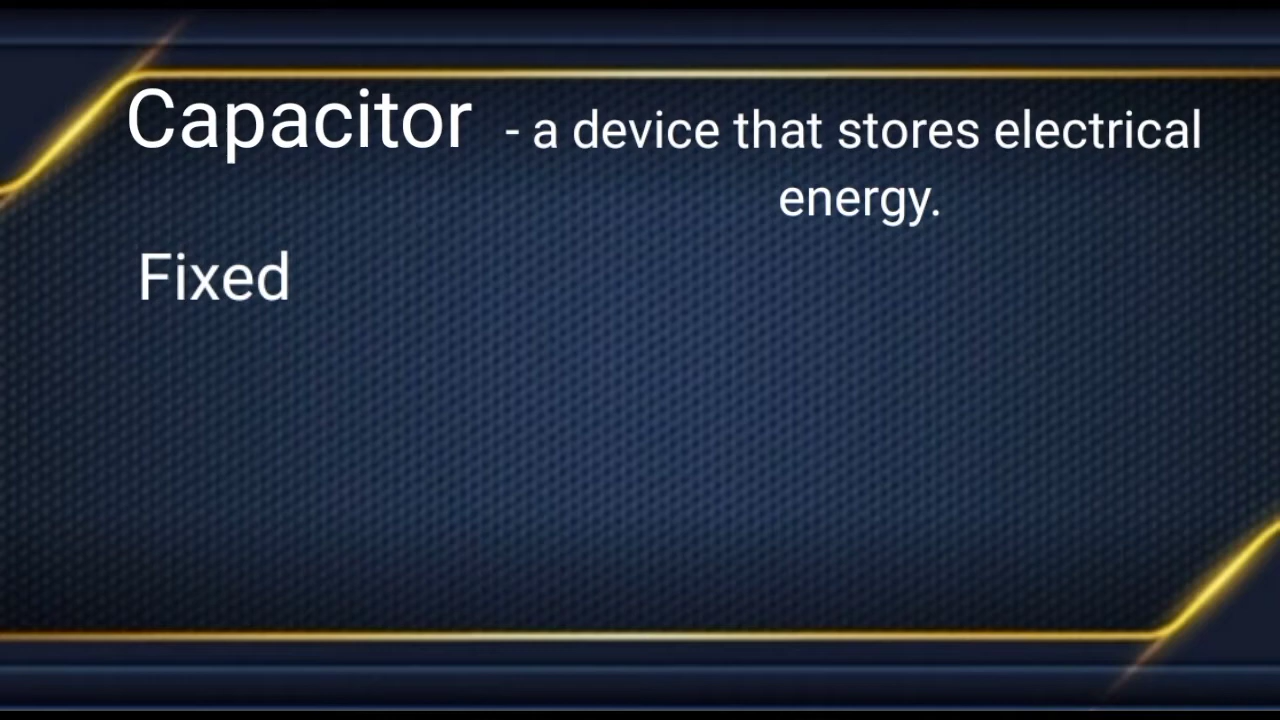 Capacitor - a device that stores electrical
energy.
Fixed